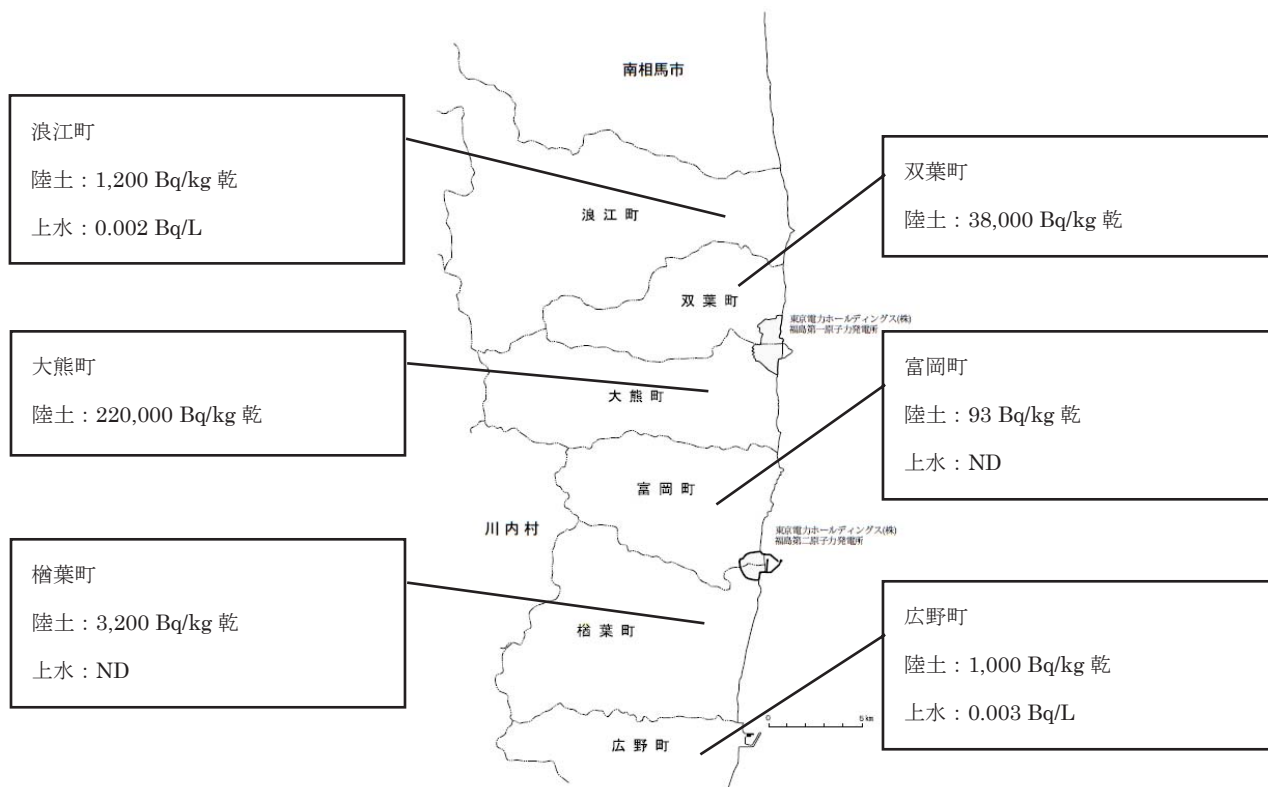 南相馬市
浪江町
陸土：1,200 Bq/kg 乾
上水：0.002 Bq/L
双葉町
陸土：38,000 Bq/kg 乾
浪 江 町
双 葉 町
東京電力ホールディングス(株)
福島第一原子力発電所
大熊町
陸土：220,000 Bq/kg 乾
富岡町
陸土：93 Bq/kg 乾
上水：ND
大 熊 町
富 岡 町
川 内 村
東京電力ホールディングス(株)
福島第二原子力発電所
楢葉町
陸土：3,200 Bq/kg 乾
上水：ND
広野町
陸土：1,000 Bq/kg 乾
上水：0.003 Bq/L
楢 葉 町
0 5 km
広 野 町